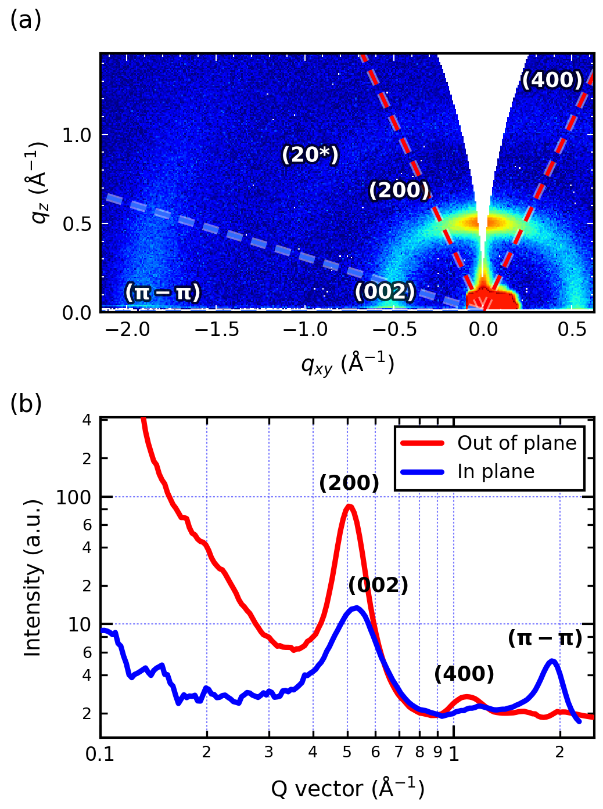 (a)
(400)
1.0
(20*)
(200)
q_z (Å⁻¹)
0.5
(π − π)
(002)
0.0
−2.0 −1.5 −1.0 −0.5 0.0 0.5
q_xy (Å⁻¹)
(b)
4
Out of plane
2
In plane
(200)
100
6
4
Intensity (a.u.)
2
(002)
10
(π − π)
6
4
(400)
2
0.1 2 3 4 5 6 7 8 9 1 2
Q vector (Å⁻¹)